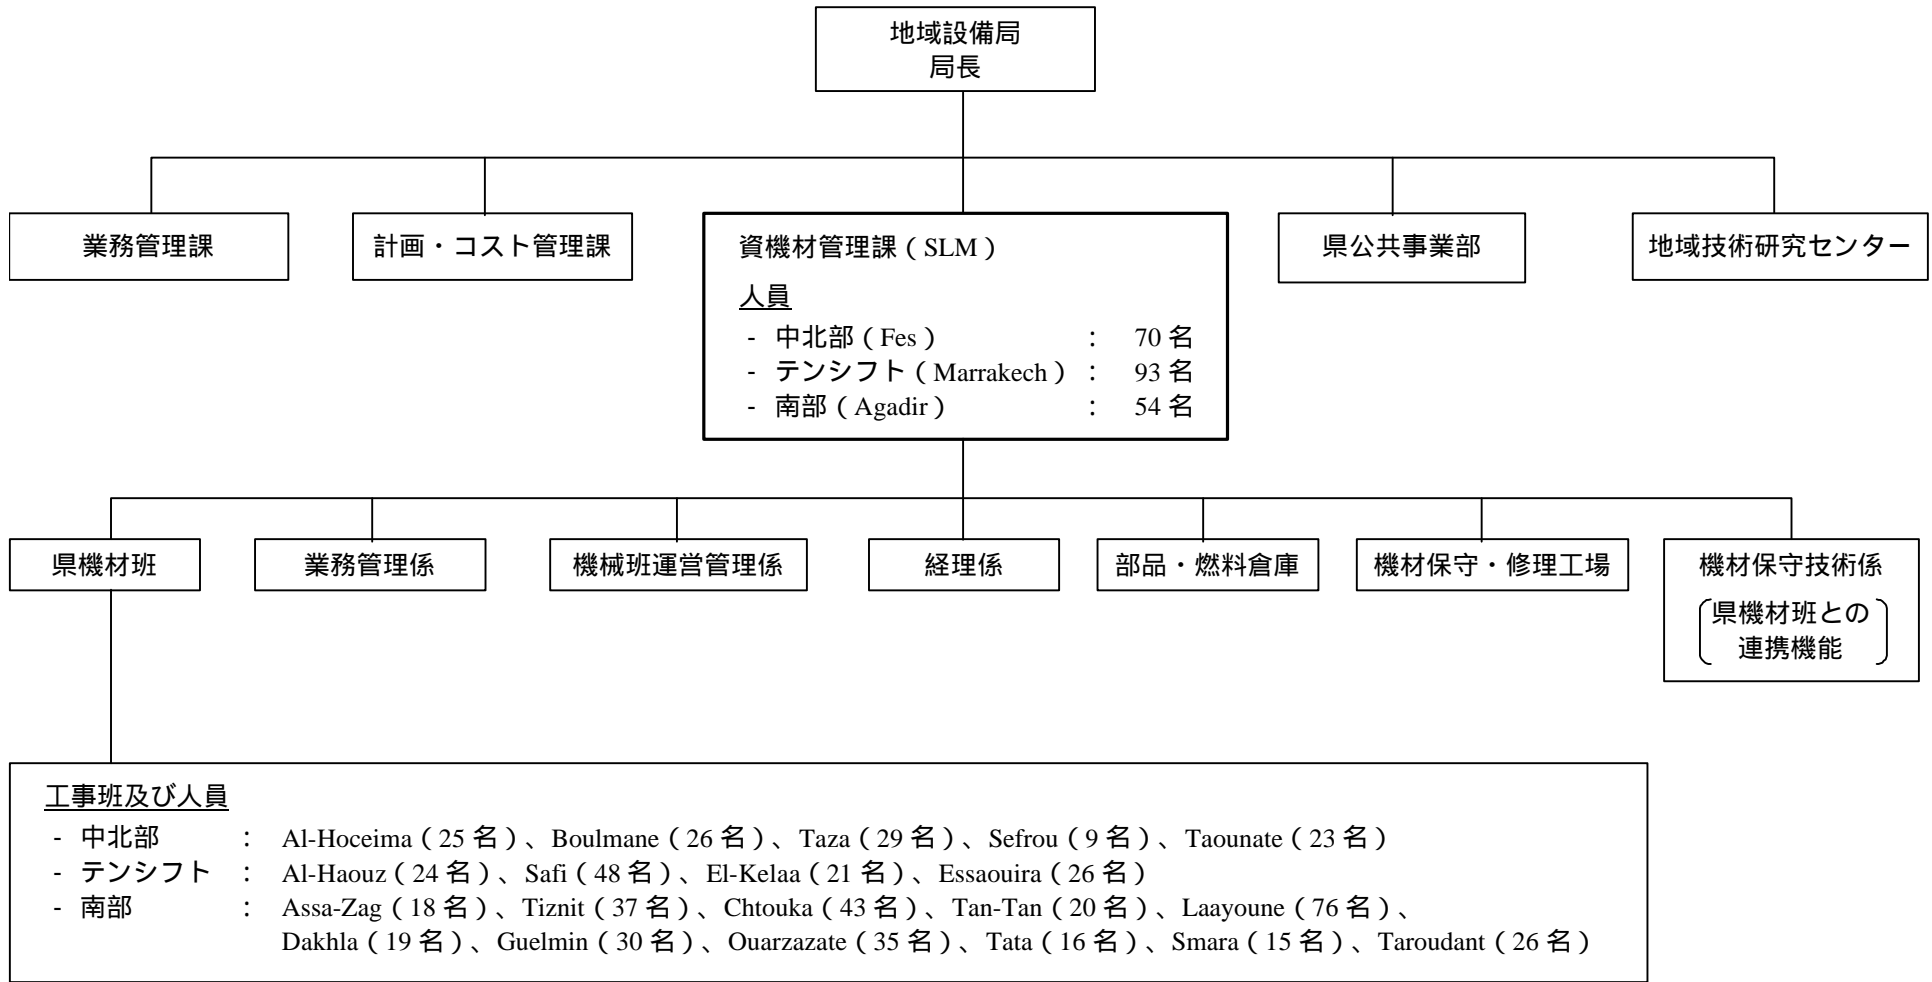 地域設備局
局長
業務管理課
計画・コスト管理課
資機材管理課（SLM）
人員
- 中北部（Fes） : 70 名
- テンシフト（Marrakech） : 93 名
- 南部（Agadir） : 54 名
県公共事業部
地域技術研究センター
県機材班
業務管理係
機械班運営管理係
経理係
部品・燃料倉庫
機材保守・修理工場
機材保守技術係
県機材班との
連携機能
工事班及び人員
- 中北部 : Al-Hoceima（25 名）、Boulmane（26 名）、Taza（29 名）、Sefrou（9 名）、Taounate（23 名）
- テンシフト : Al-Haouz（24 名）、Safi（48 名）、El-Kelaa（21 名）、Essaouira（26 名）
- 南部 : Assa-Zag（18 名）、Tiznit（37 名）、Chtouka（43 名）、Tan-Tan（20 名）、Laayoune（76 名）、
Dakhla（19 名）、Guelmin（30 名）、Ouarzazate（35 名）、Tata（16 名）、Smara（15 名）、Taroudant（26 名）